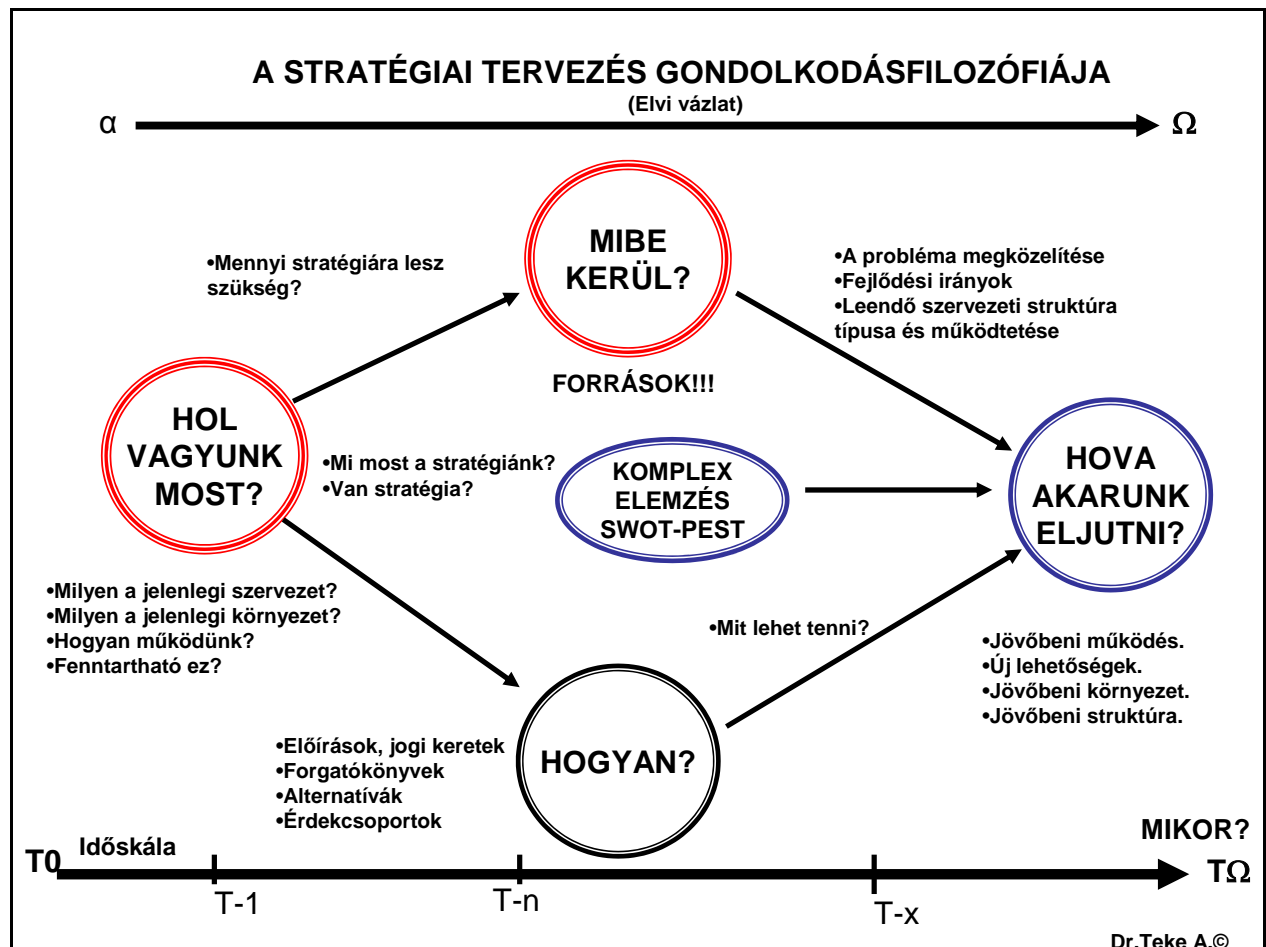 A STRATÉGIAI TERVEZÉS GONDOLKODÁSFILOZÓFIÁJA
(Elvi vázlat)
α
Ω
MIBE
KERÜL?
•Mennyi stratégiára lesz
szükség?
•A probléma megközelítése
•Fejlődési irányok
•Leendő szervezeti struktúra
típusa és működtetése
FORRÁSOK!!!
HOL
VAGYUNK
MOST?
•Mi most a stratégiánk?
•Van stratégia?
KOMPLEX
ELEMZÉS
SWOT-PEST
HOVA
AKARUNK
ELJUTNI?
•Milyen a jelenlegi szervezet?
•Milyen a jelenlegi környezet?
•Hogyan működünk?
•Fenntartható ez?
•Mit lehet tenni?
•Jövőbeni működés.
•Új lehetőségek.
•Jövőbeni környezet.
•Jövőbeni struktúra.
•Előírások, jogi keretek
•Forgatókönyvek
•Alternatívák
•Érdekcsoportok
HOGYAN?
MIKOR?
T0
Időskála
TΩ
T-1
T-n
T-x
Dr.Teke A.©